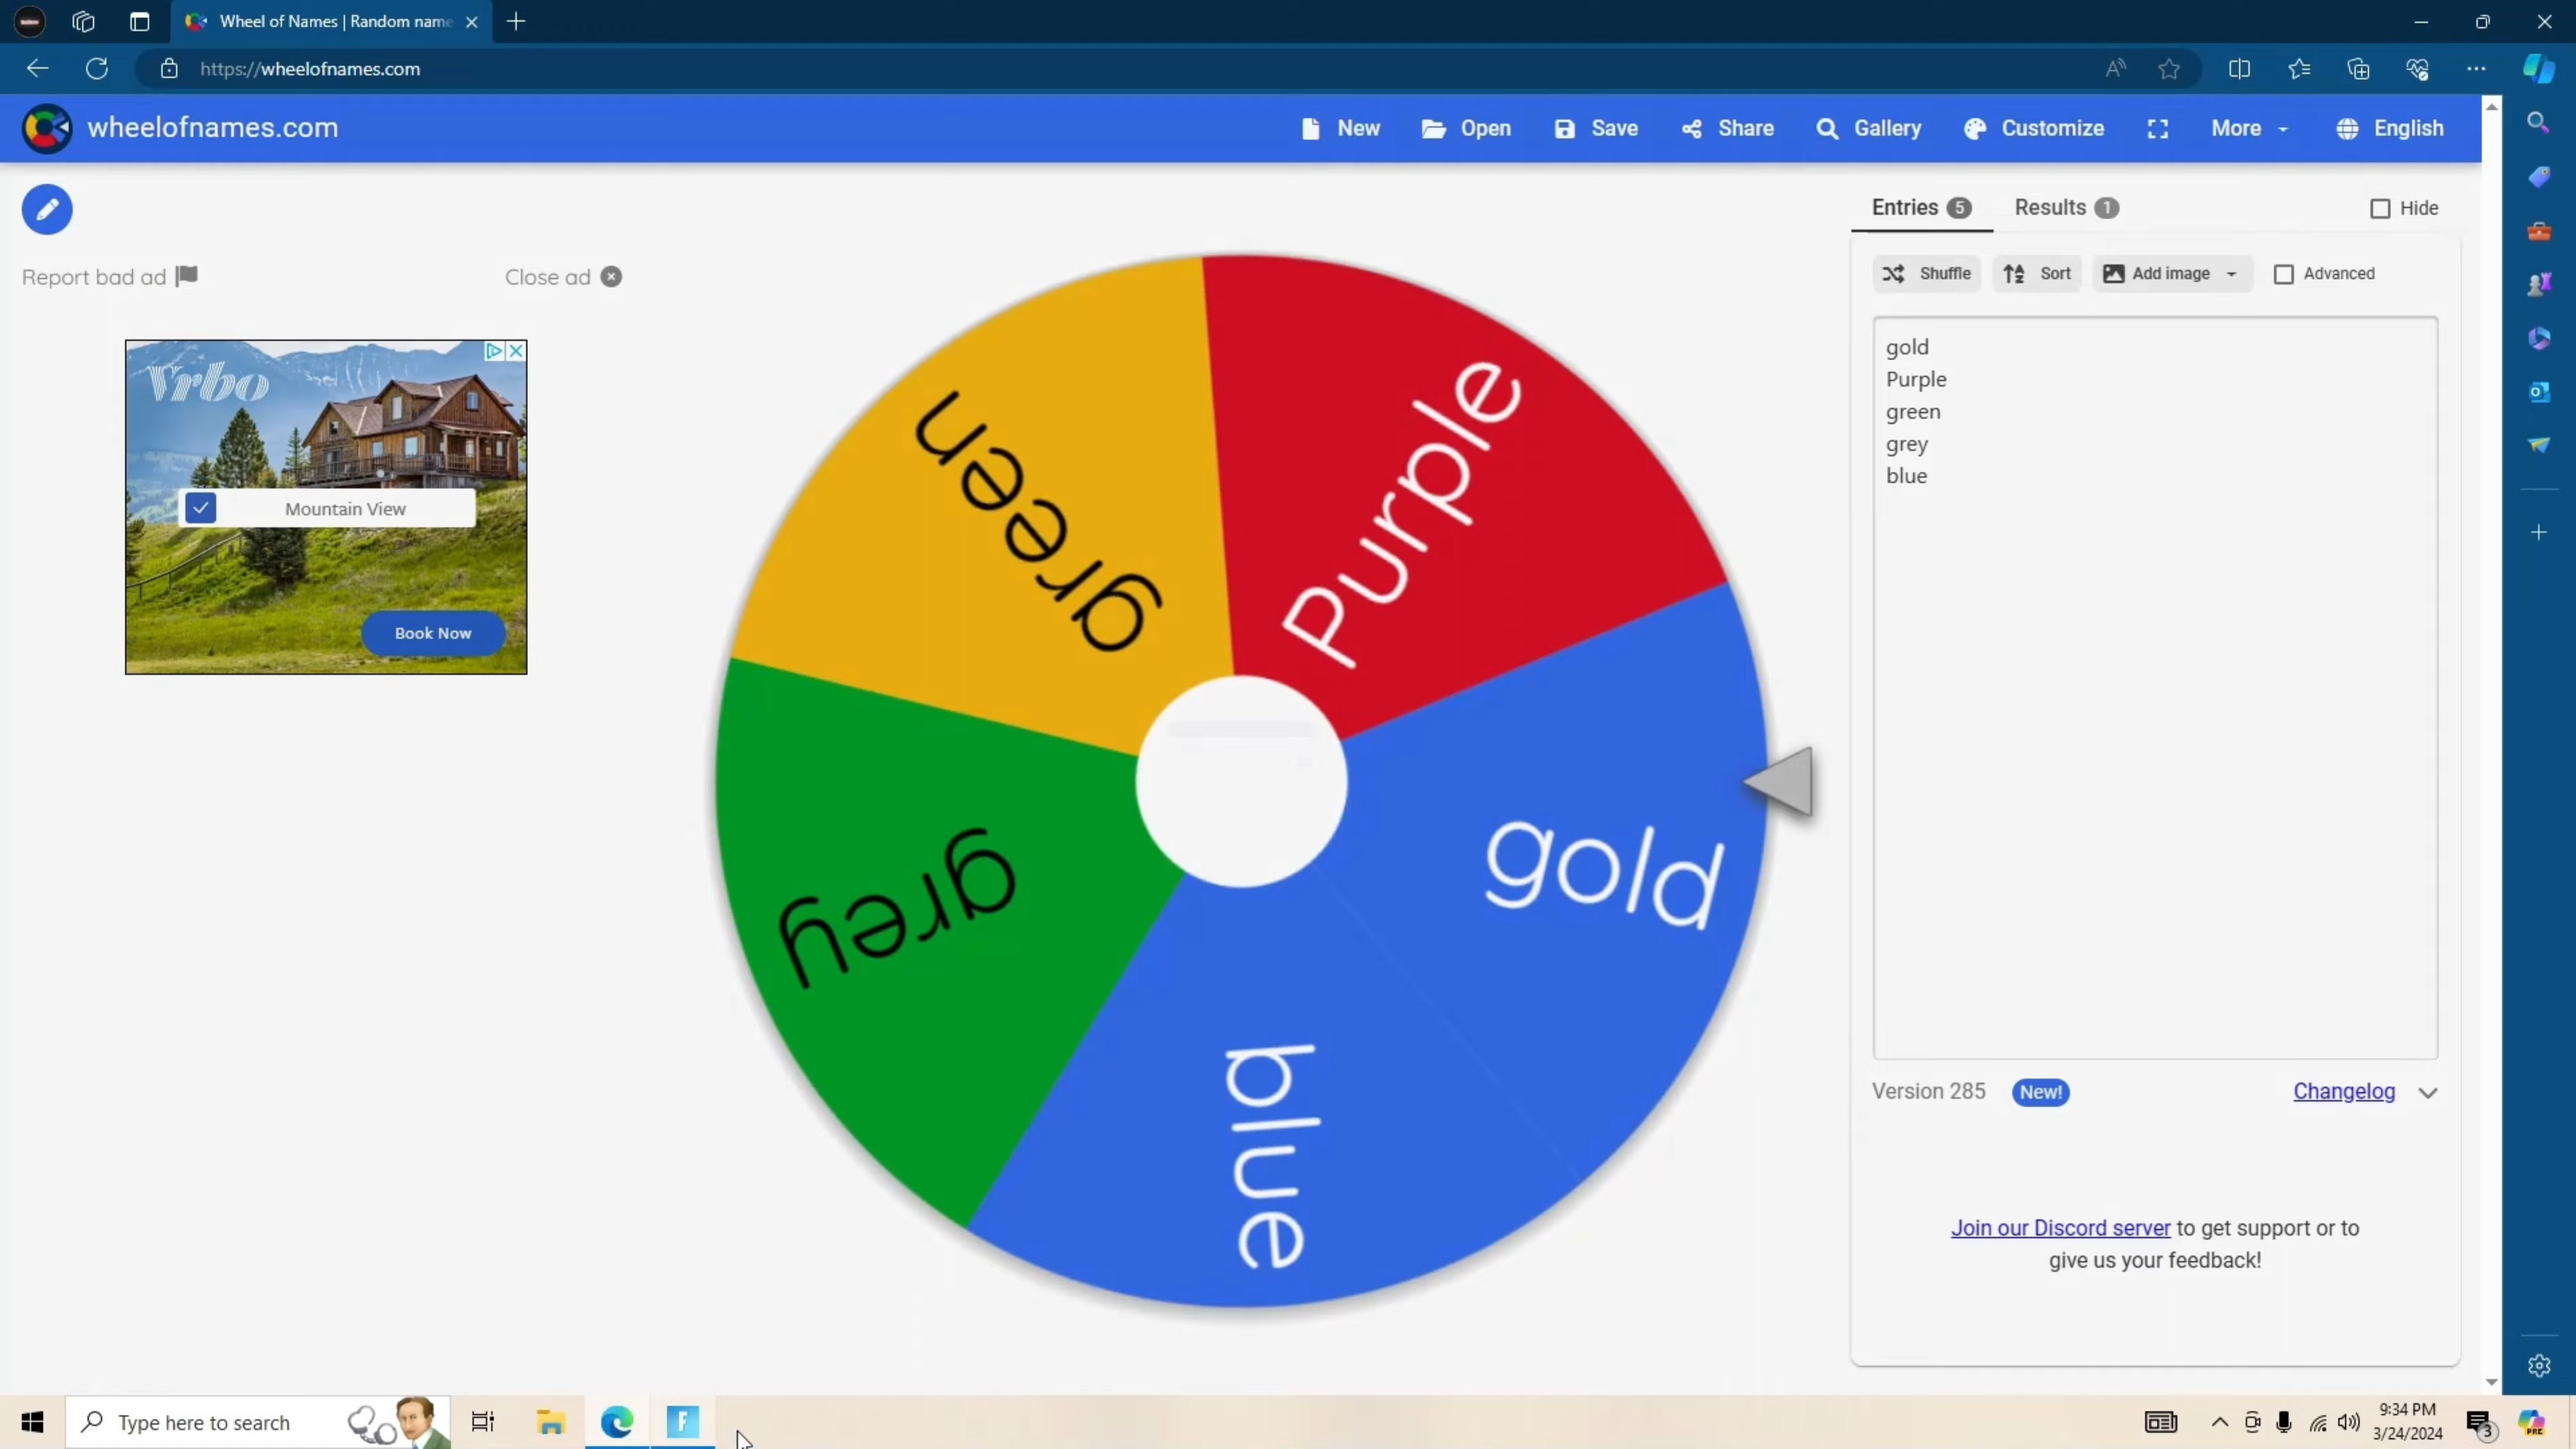 Wheel of Names | Random name
https://wheelofnames.com
wheelofnames.com
New
Open
Save
Share
Gallery
Customize
More
English
Report bad ad
Close ad
Vrbo
Mountain View
Book Now
green
Purple
gold
blue
grey
Entries 5
Results 1
Hide
Shuffle
Sort
Add image
Advanced
gold
Purple
green
grey
blue
Version 285
New!
Changelog
Join our Discord server to get support or to
give us your feedback!
Type here to search
9:34 PM
3/24/2024
3